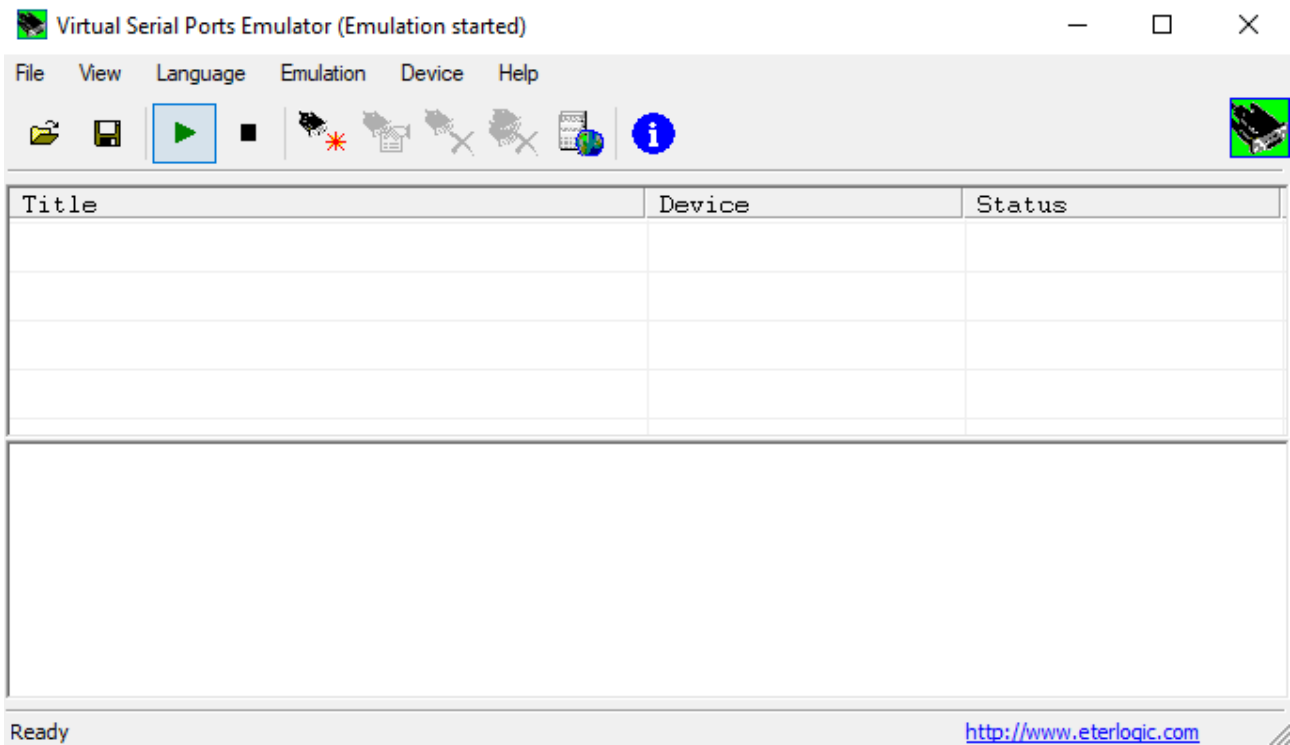 Virtual Serial Ports Emulator (Emulation started)
File View Language Emulation Device Help
Title Device Status
Ready http://www.eterlogic.com